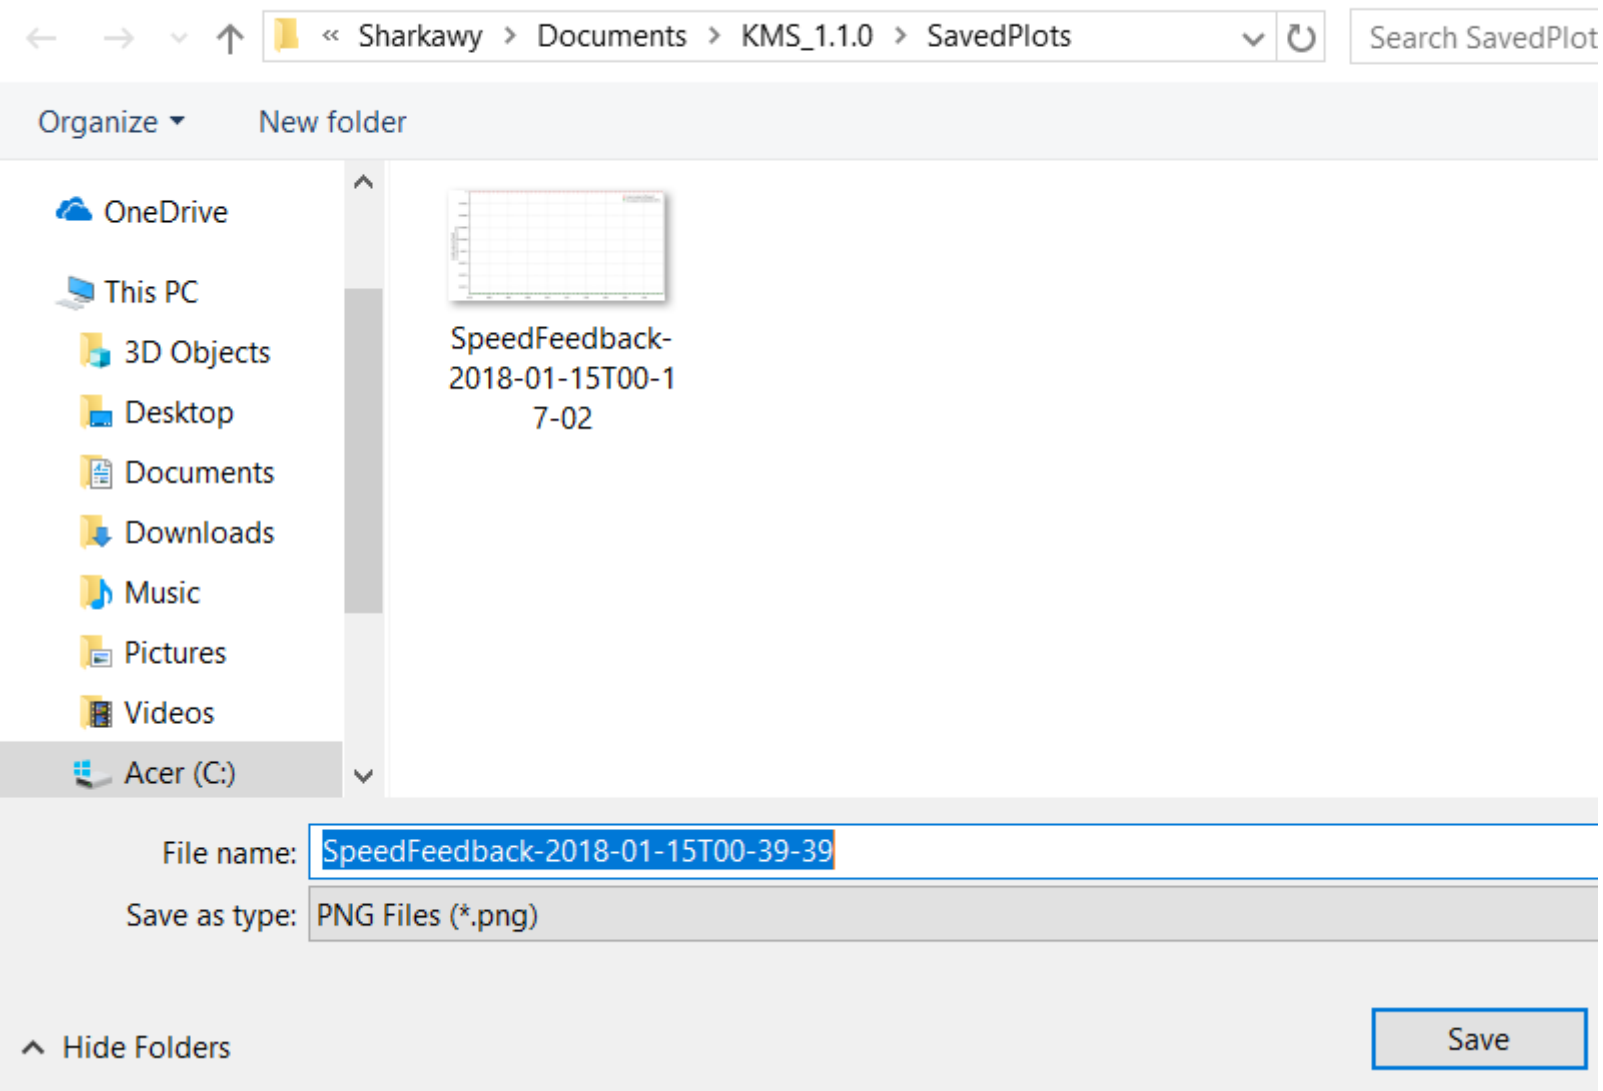 « Sharkawy > Documents > KMS_1.1.0 > SavedPlots
Search SavedPlot
Organize
New folder
OneDrive
This PC
3D Objects
Desktop
Documents
Downloads
Music
Pictures
Videos
Acer (C:)
SpeedFeedback-
2018-01-15T00-1
7-02
File name: SpeedFeedback-2018-01-15T00-39-39
Save as type: PNG Files (*.png)
Hide Folders
Save